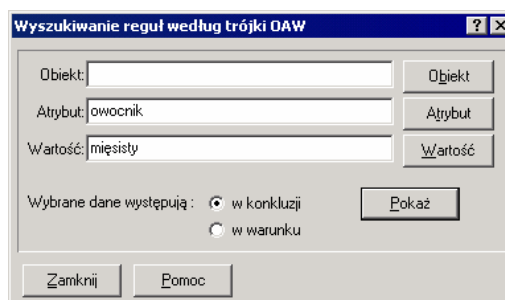 Wyszukiwanie reguł według trójki OAW
Obiekt: Obiekt
Atrybut: owocnik Atrybut
Wartość: mięsisty Wartość
Wybrane dane występują : w konkluzji Pokaż
w warunku
Zamknij Pomoc